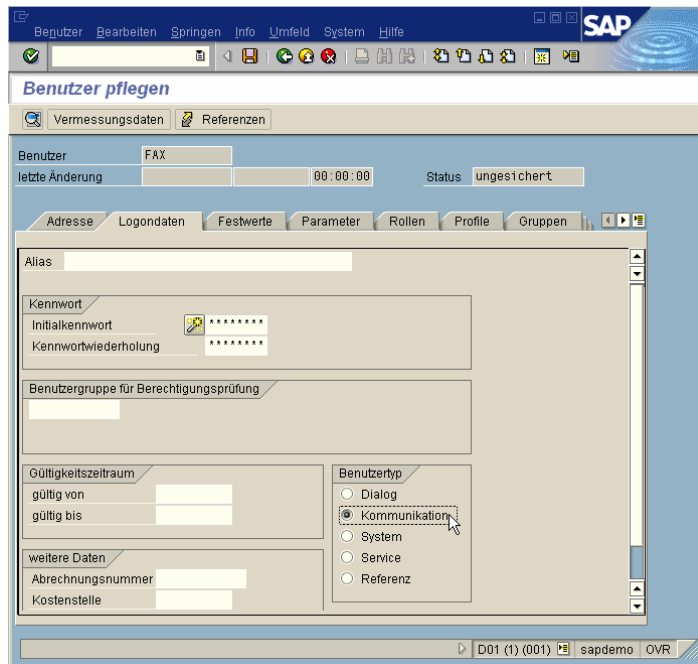 Benutzer Bearbeiten Springen Info Umfeld System Hilfe
SAP
Benutzer pflegen
Vermessungsdaten Referenzen
Benutzer FAX
letzte Änderung 00:00:00 Status ungesichert
Adresse Logondaten Festwerte Parameter Rollen Profile Gruppen
Alias
Kennwort
Initialkennwort ********
Kennwortwiederholung ********
Benutzergruppe für Berechtigungsprüfung
Gültigkeitszeitraum
gültig von
gültig bis
Benutzertyp
Dialog
Kommunikation
System
Service
Referenz
weitere Daten
Abrechnungsnummer
Kostenstelle
D01 (1) (001) sapdemo OVR